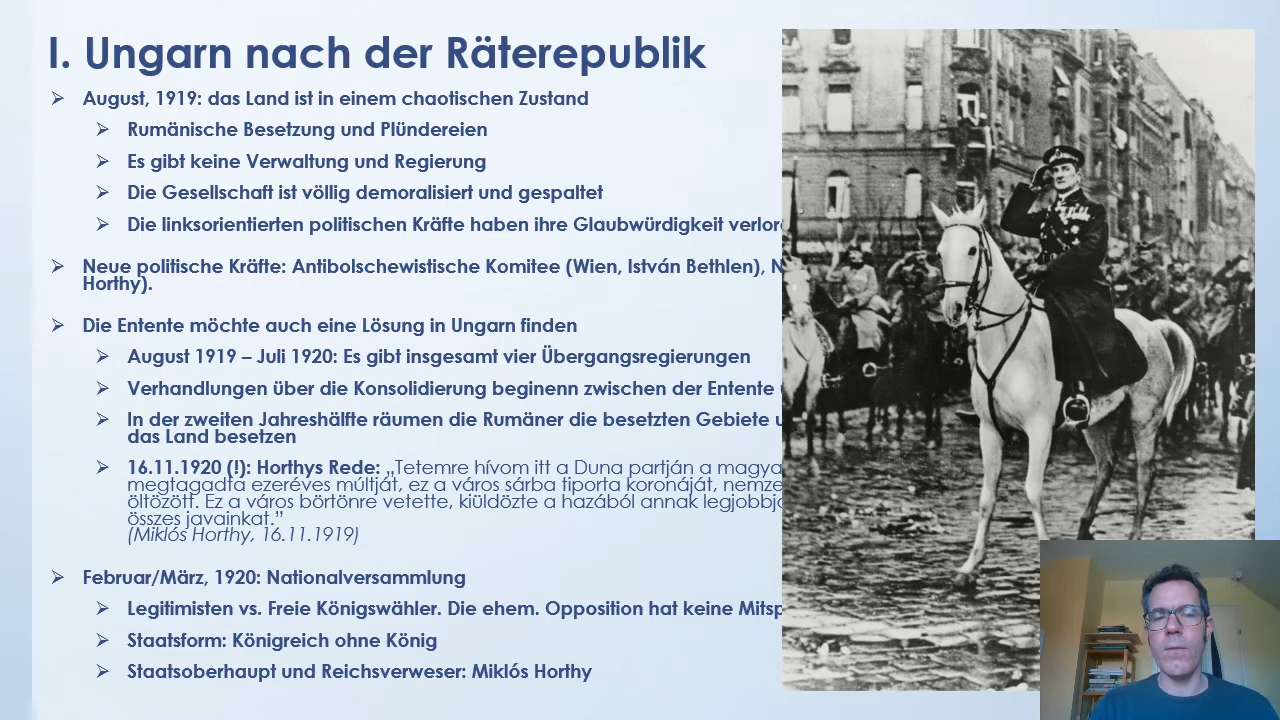 I. Ungarn nach der Räterepublik
August, 1919: das Land ist in einem chaotischen Zustand
Rumänische Besetzung und Plündereien
Es gibt keine Verwaltung und Regierung
Die Gesellschaft ist völlig demoralisiert und gespaltet
Die linksorientierten politischen Kräfte haben ihre Glaubwürdigkeit
Neue politische Kräfte: Antibolschewistische Komitee (Wien, István Bethlen),
Horthy).
Die Entente möchte auch eine Lösung in Ungarn finden
August 1919 – Juli 1920: Es gibt insgesamt vier Übergangsregierungen
Verhandlungen über die Konsolidierung beginenn zwischen der Entente
In der zweiten Jahreshälfte räumen die Rumäner die besetzten Gebiete
das Land besetzen
16.11.1920 (!): Horthys Rede: „Tetemre hívom itt a Duna partján a
megtagadta ezeréves múltját, ez a város sárba tiporta koronáját,
öltözött. Ez a város börtönre vetette, kiüldözte a hazából annak
összes javainkat.”
(Miklós Horthy, 16.11.1919)
Februar/März, 1920: Nationalversammlung
Legitimisten vs. Freie Königswähler. Die ehem. Opposition hat keine
Staatsform: Königreich ohne König
Staatsoberhaupt und Reichsverweser: Miklós Horthy